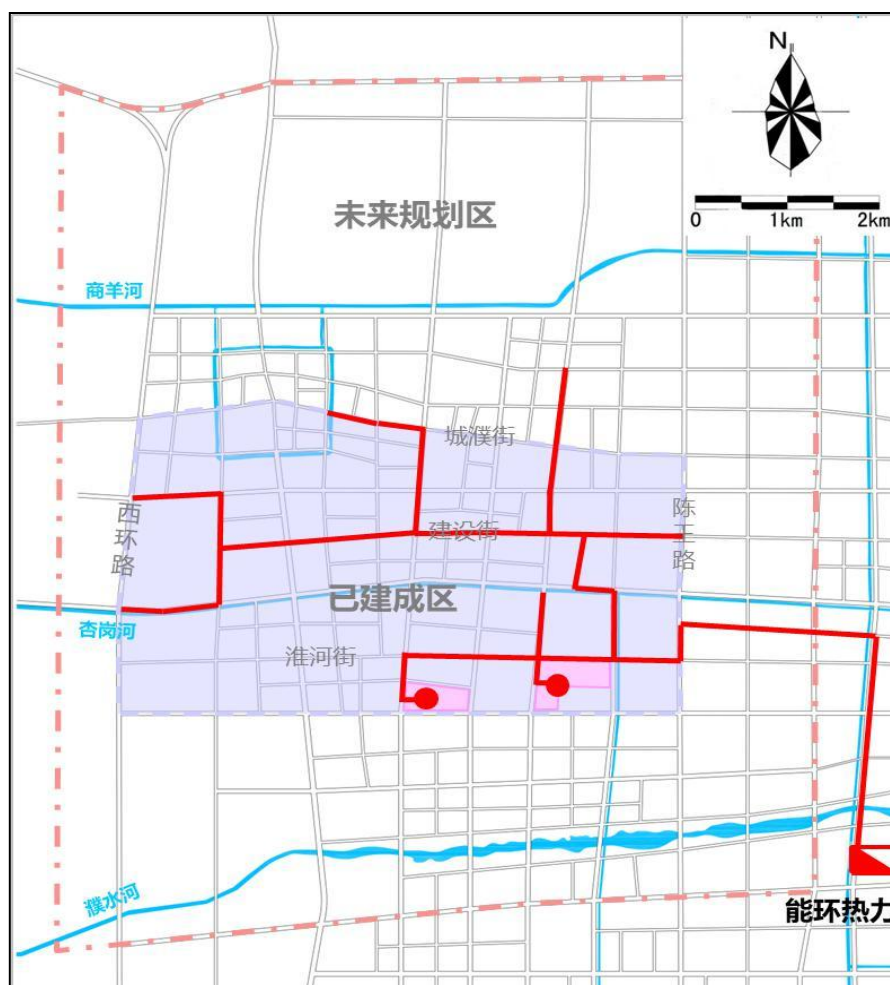 N
0 1km 2km
未来规划区
商羊河
城濮街
西环路
建设街
陈王路
已建成区
杏岗河
淮河街
濮水河
能环热力